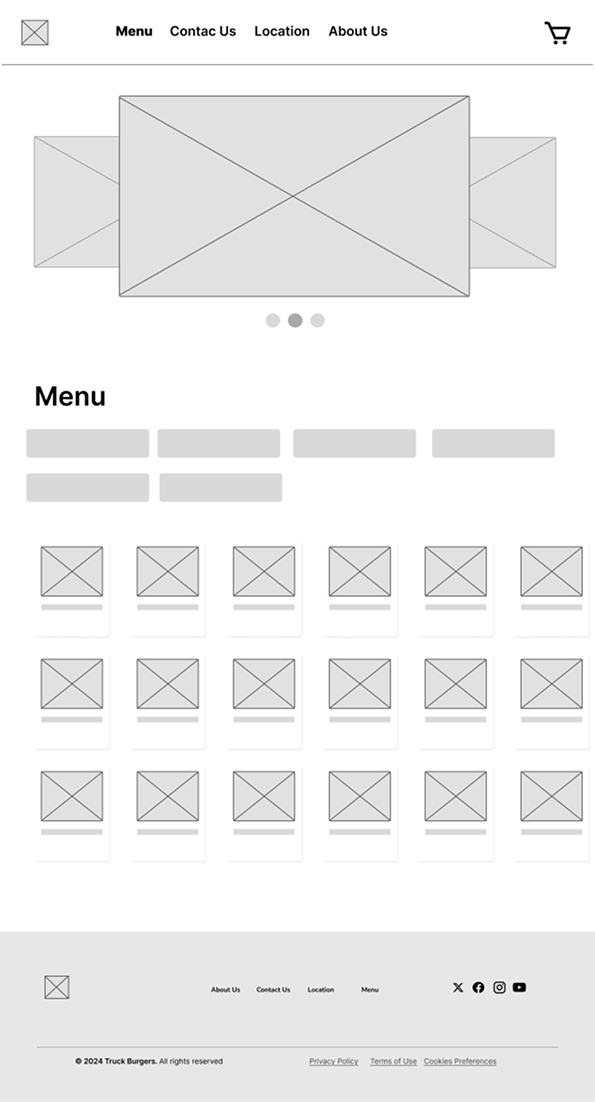 Menu Contac Us Location About Us
Menu
About Us Contact Us Location Menu
© 2024 Truck Burgers. All rights reserved Privacy Policy Terms of Use Cookies Preferences